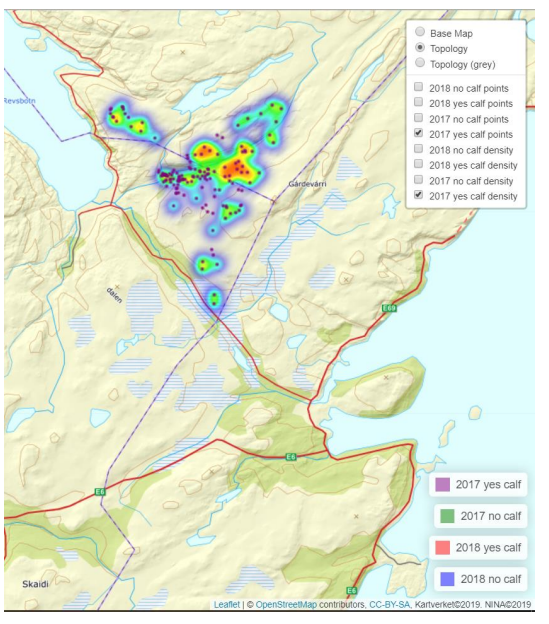 Base Map
Topology
Topology (grey)
2018 no calf points
2018 yes calf points
2017 no calf points
2017 yes calf points
2018 no calf density
2018 yes calf density
2017 no calf density
2017 yes calf density
Revsbotn
Gårdevárri
dalen
E69
E6
E6
2017 yes calf
2017 no calf
2018 yes calf
2018 no calf
Skaidi
E6
Leaflet | © OpenStreetMap contributors, CC-BY-SA, Kartverket©2019. NINA©2019